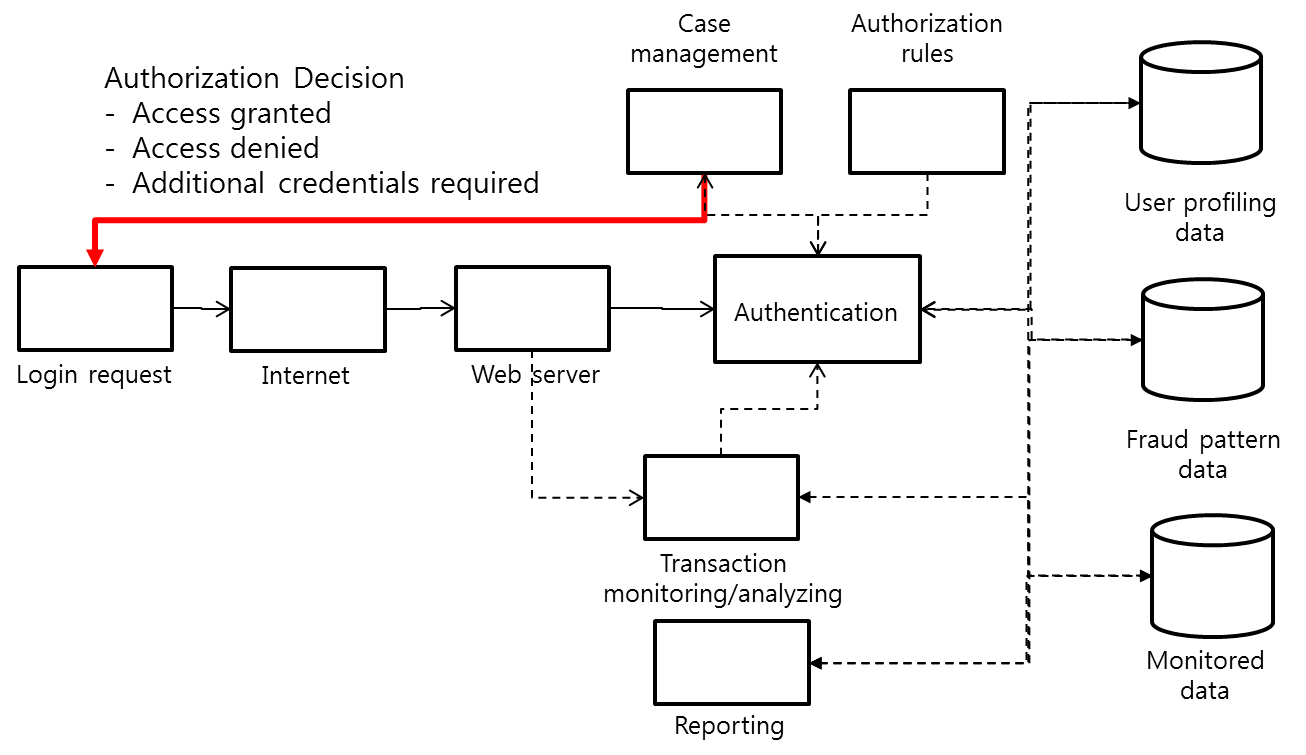 Case
management
Authorization
rules
Authorization Decision
- Access granted
- Access denied
- Additional credentials required
User profiling
data
Login request
Internet
Web server
Authentication
Fraud pattern
data
Transaction
monitoring/analyzing
Monitored
data
Reporting